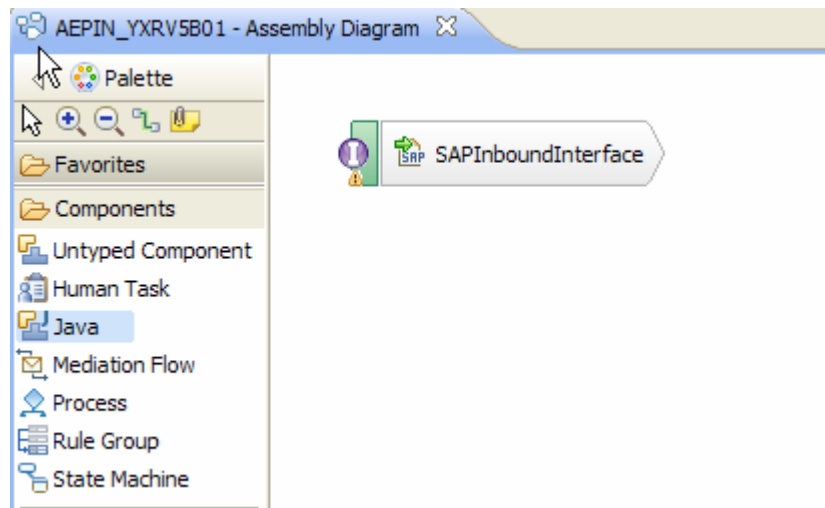 AEPIN_YXRV5B01 - Assembly Diagram
Palette
Favorites
SAP SAPInboundInterface
Components
Untyped Component
Human Task
Java
Mediation Flow
Process
Rule Group
State Machine